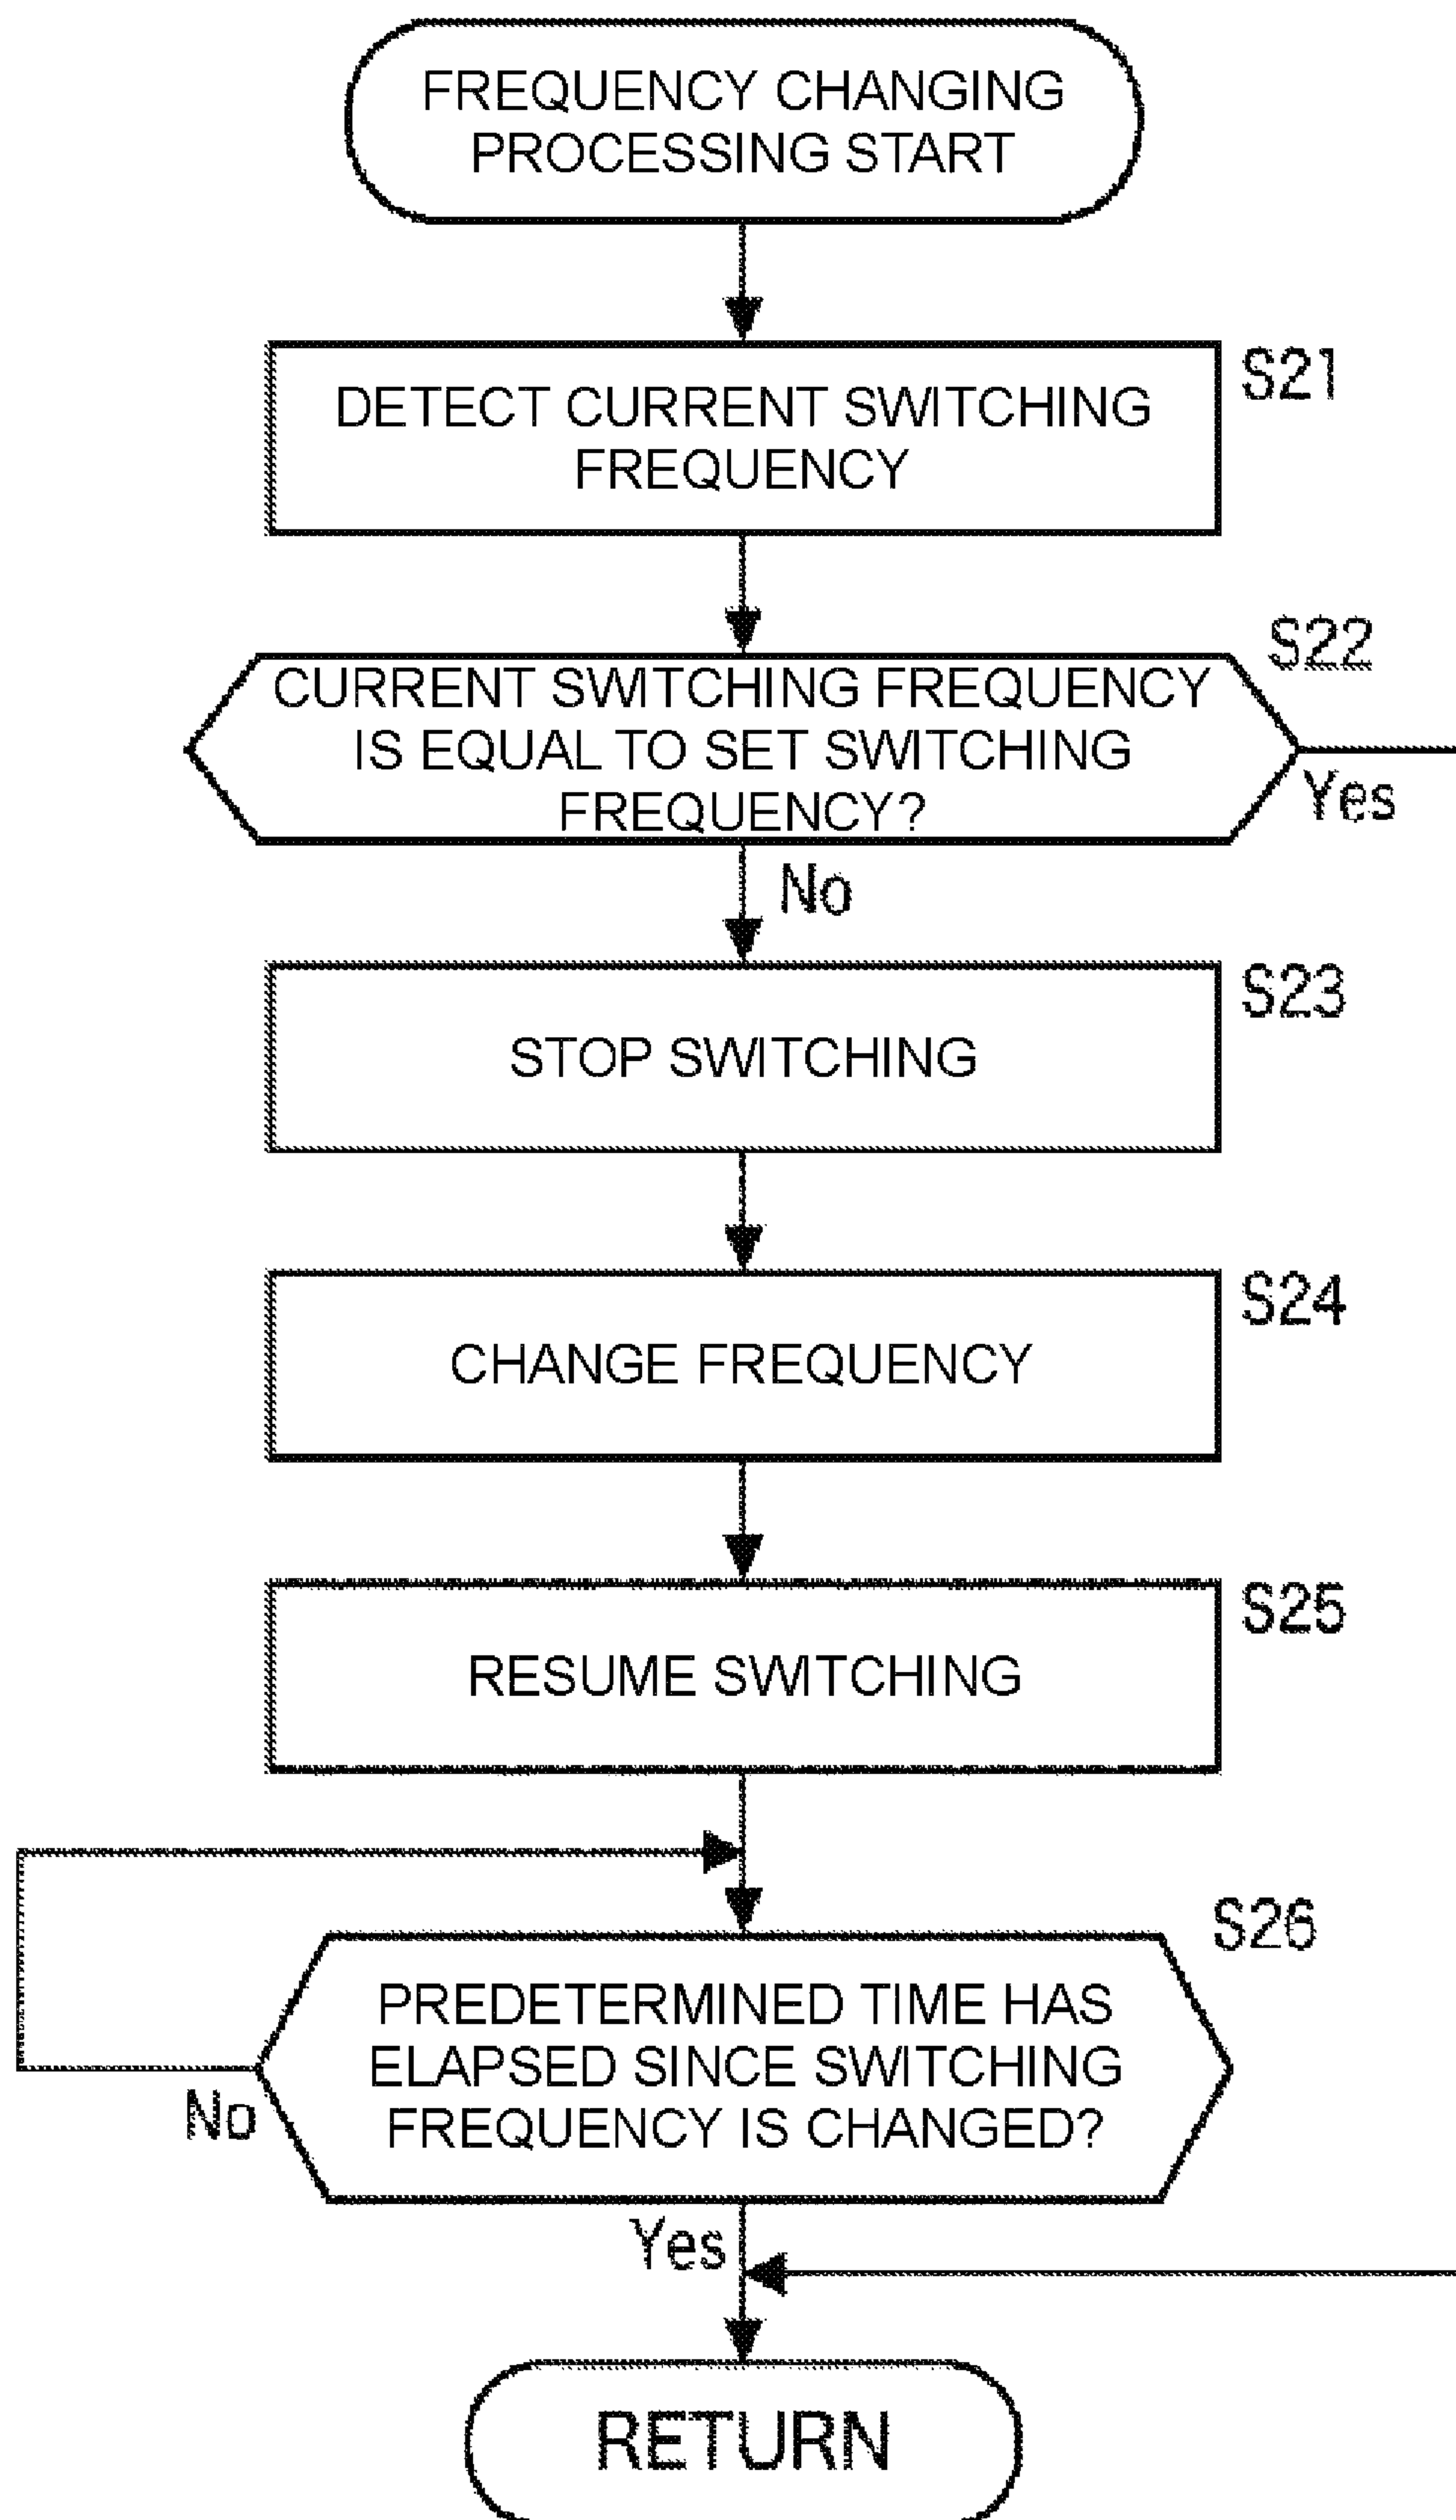 FREQUENCY CHANGING
PROCESSING START
DETECT CURRENT SWITCHING
FREQUENCY
S21
S22
CURRENT SWITCHING FREQUENCY
IS EQUAL TO SET SWITCHING
FREQUENCY?
Yes
No
S23
STOP SWITCHING
S24
CHANGE FREQUENCY
S25
RESUME SWITCHING
S26
PREDETERMINED TIME HAS
ELAPSED SINCE SWITCHING
FREQUENCY IS CHANGED?
No
Yes
RETURN